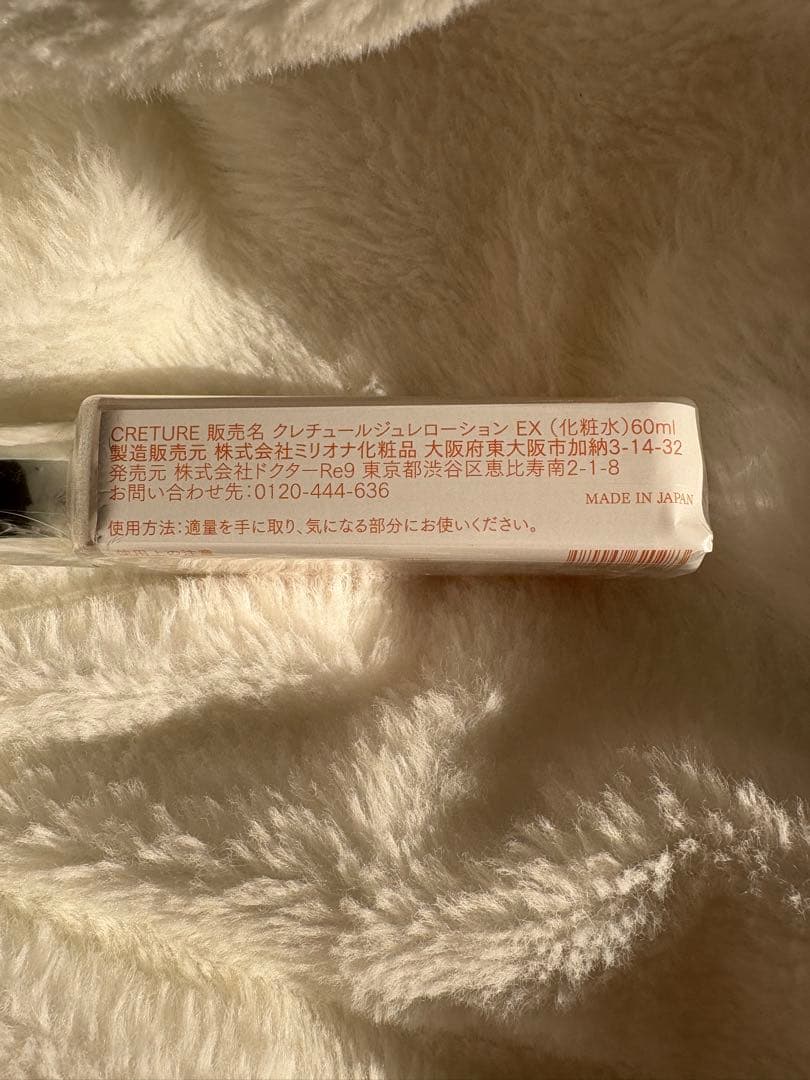 CRETURE 販売名 クレチュールジュレローション EX (化粧水)60ml
製造販売元 株式会社ミリオナ化粧品 大阪府東大阪市加納3-14-32
発売元 株式会社ドクターRe9 東京都渋谷区恵比寿南2-1-8
お問い合わせ先:0120-444-636
MADE IN JAPAN
使用方法:適量を手に取り、気になる部分にお使いください。